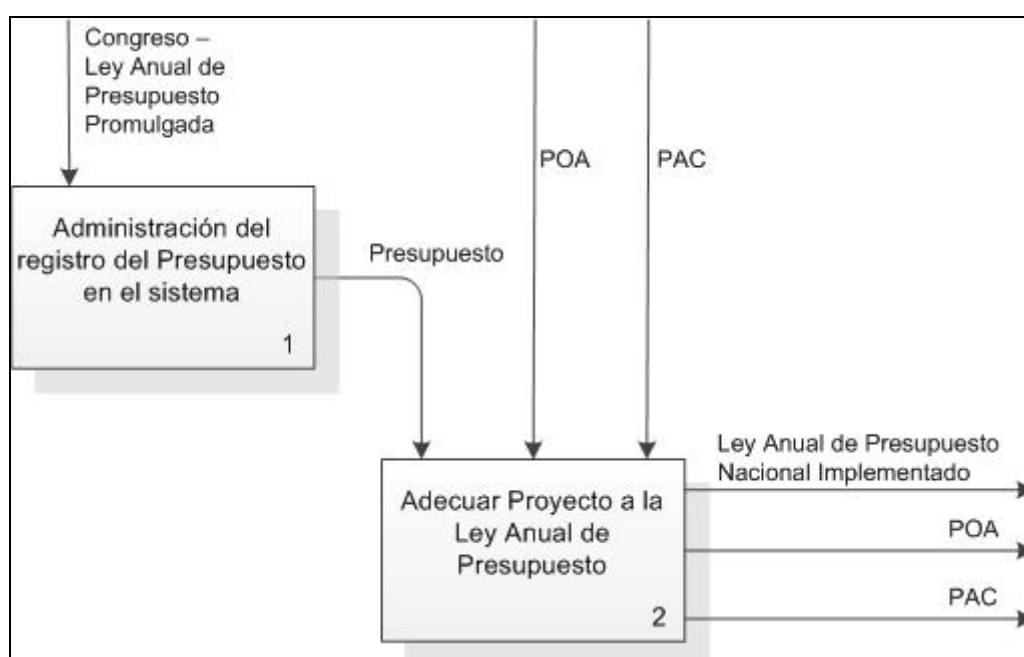 Congreso –
Ley Anual de
Presupuesto
Promulgada
POA
PAC
Administración del
registro del Presupuesto
en el sistema
1
Presupuesto
Adecuar Proyecto a la
Ley Anual de
Presupuesto
2
Ley Anual de Presupuesto
Nacional Implementado
POA
PAC